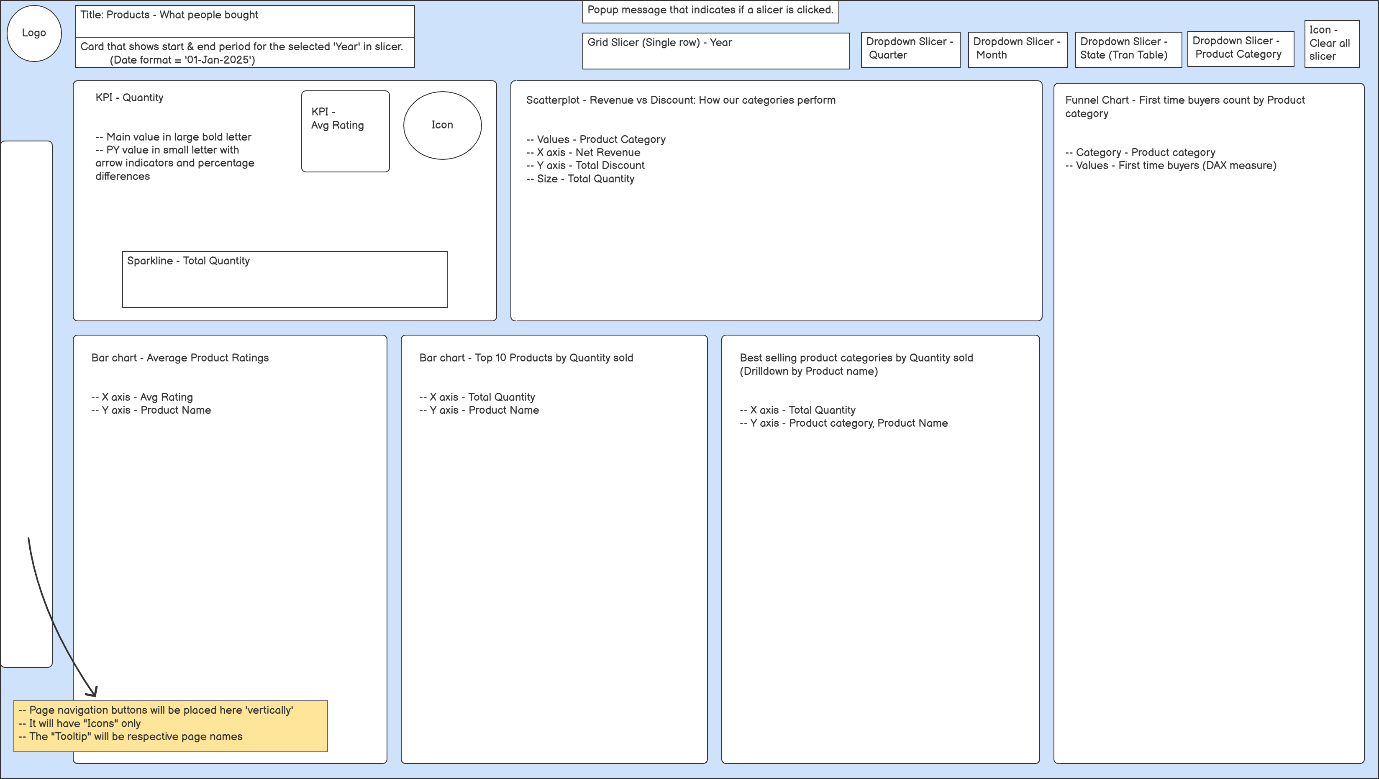 Logo
Title: Products - What people bought
Card that shows start & end period for the selected 'Year' in slicer.
(Date format = '01-Jan-2025')
Popup message that indicates if a slicer is clicked.
Grid Slicer (Single row) - Year
Dropdown Slicer -
Quarter
Dropdown Slicer -
Month
Dropdown Slicer -
State (Tran Table)
Dropdown Slicer -
Product Category
Icon -
Clear all
slicer
KPI - Quantity
-- Main value in large bold letter
-- PY value in small letter with
arrow indicators and percentage
differences
KPI -
Avg Rating
Icon
Sparkline - Total Quantity
Scatterplot - Revenue vs Discount: How our categories perform
-- Values - Product Category
-- X axis - Net Revenue
-- Y axis - Total Discount
-- Size - Total Quantity
Funnel Chart - First time buyers count by Product
category
-- Category - Product category
-- Values - First time buyers (DAX measure)
Bar chart - Average Product Ratings
-- X axis - Avg Rating
-- Y axis - Product Name
Bar chart - Top 10 Products by Quantity sold
-- X axis - Total Quantity
-- Y axis - Product Name
Best selling product categories by Quantity sold
(Drilldown by Product name)
-- X axis - Total Quantity
-- Y axis - Product category, Product Name
-- Page navigation buttons will be placed here 'vertically'
-- It will have "Icons" only
-- The "Tooltip" will be respective page names